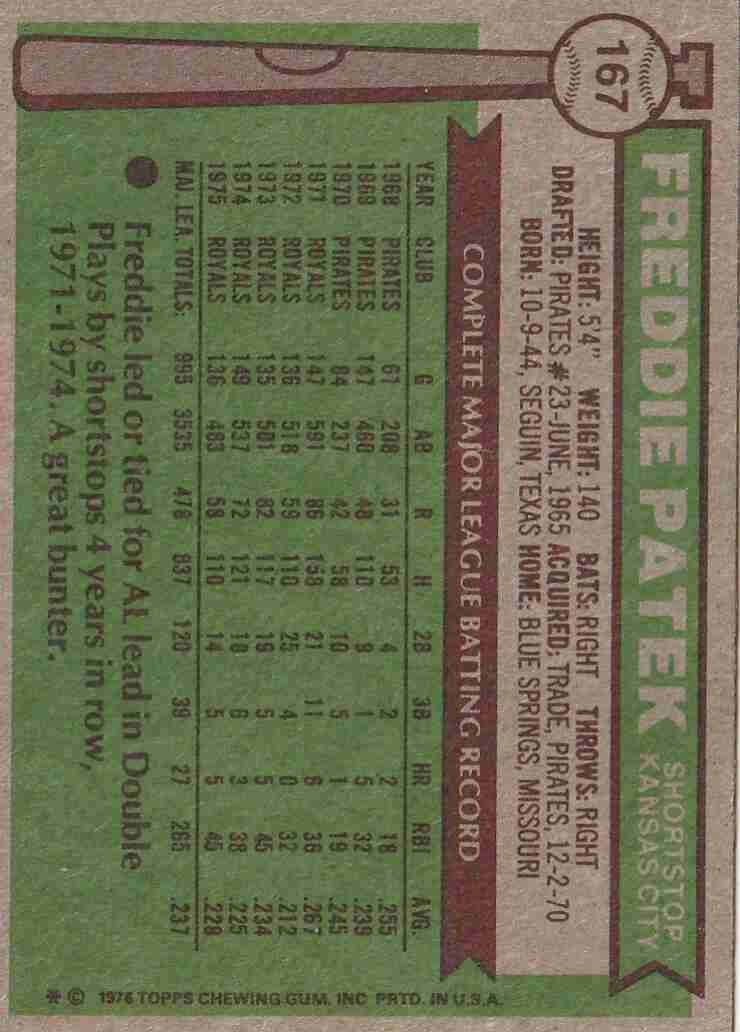 167
FREDDIE PATEK SHORTSTOP
KANSAS CITY
HEIGHT: 5'4" WEIGHT: 140 BATS: RIGHT THROWS: RIGHT
DRAFTED: PIRATES #23-JUNE, 1965 ACQUIRED: TRADE, PIRATES, 12-2-70
BORN: 10-9-44, SEGUIN, TEXAS HOME: BLUE SPRINGS, MISSOURI
COMPLETE MAJOR LEAGUE BATTING RECORD
YEAR CLUB G AB R H 2B 3B HR RBI AVG.
1968 PIRATES 61 208 31 53 4 2 2 18 .255
1969 PIRATES 147 460 48 110 9 1 5 32 .239
1970 PIRATES 84 237 42 58 10 5 1 19 .245
1971 ROYALS 147 591 86 158 21 11 6 36 .267
1972 ROYALS 136 518 59 110 25 4 0 32 .212
1973 ROYALS 135 501 82 117 19 5 5 45 .234
1974 ROYALS 149 537 72 121 18 6 3 38 .225
1975 ROYALS 136 483 58 110 14 5 5 45 .228
MAJ. LEA. TOTALS: 995 3535 478 837 120 39 27 265 .237
Freddie led or tied for AL lead in Double
Plays by shortstops 4 years in row,
1971-1974. A great bunter.
* © 1976 TOPPS CHEWING GUM, INC PRTD. IN U.S.A.